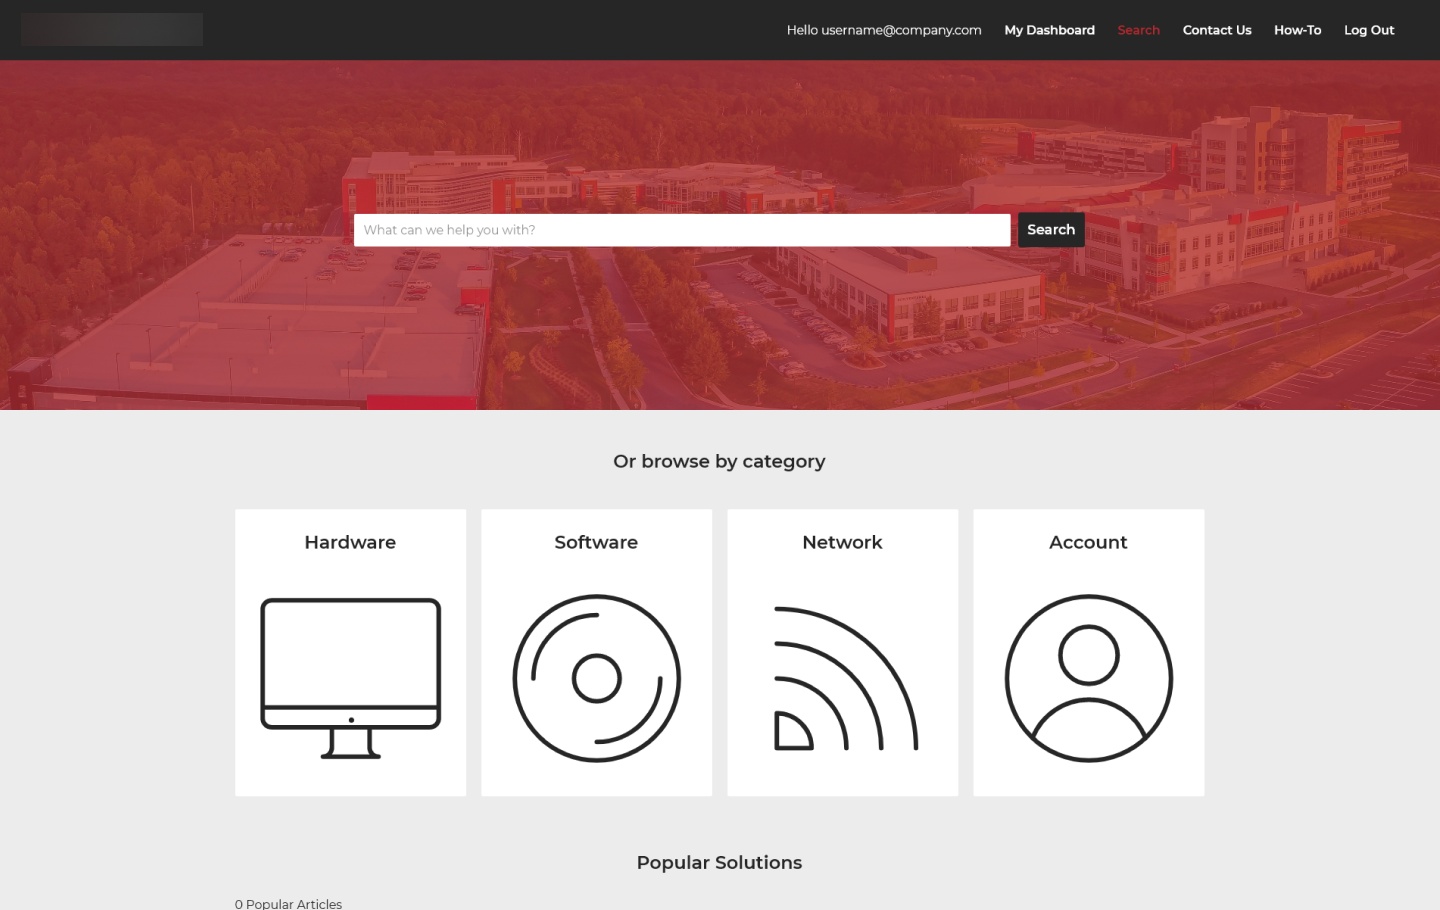 Hello username@company.com My Dashboard Search Contact Us How-To Log Out
What can we help you with? Search
Or browse by category
Hardware Software Network Account
Popular Solutions
0 Popular Articles